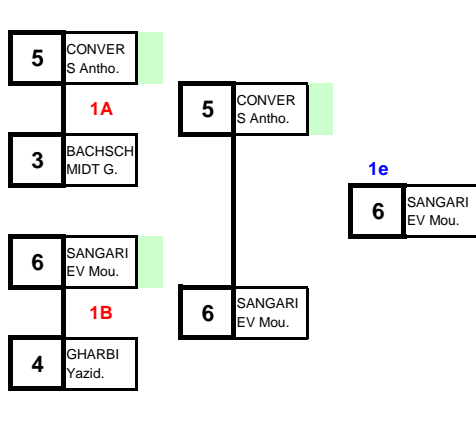 5
CONVER
S Antho.
1A
3
BACHSCH
MIDT G.
6
SANGARI
EV Mou.
1B
4
GHARBI
Yazid.
5
CONVER
S Antho.
6
SANGARI
EV Mou.
1e
6
SANGARI
EV Mou.